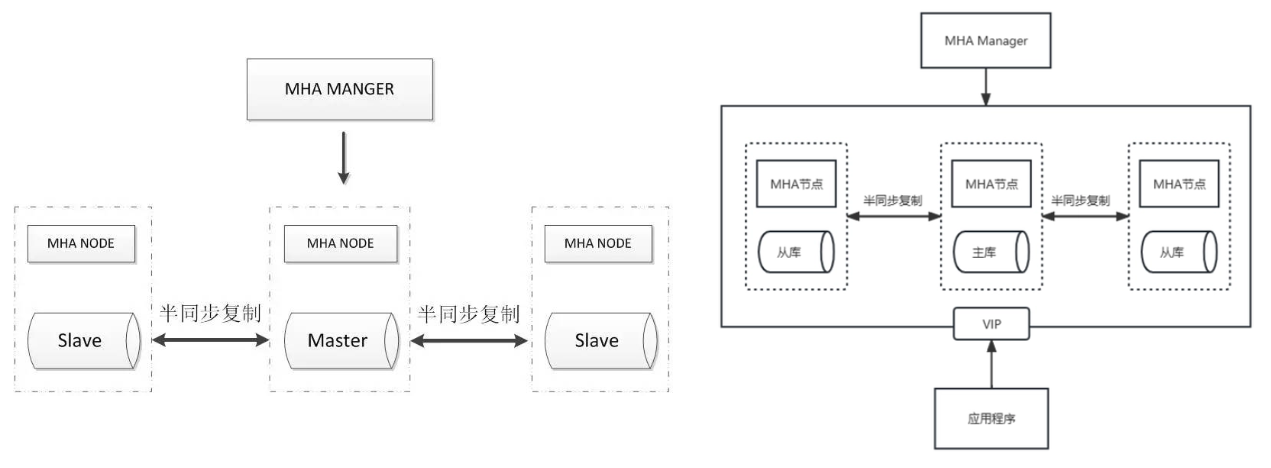 MHA MANGER
MHA NODE
MHA NODE
MHA NODE
半同步复制
半同步复制
Slave
Master
Slave
MHA Manager
MHA节点
MHA节点
MHA节点
半同步复制
半同步复制
从库
主库
从库
VIP
应用程序